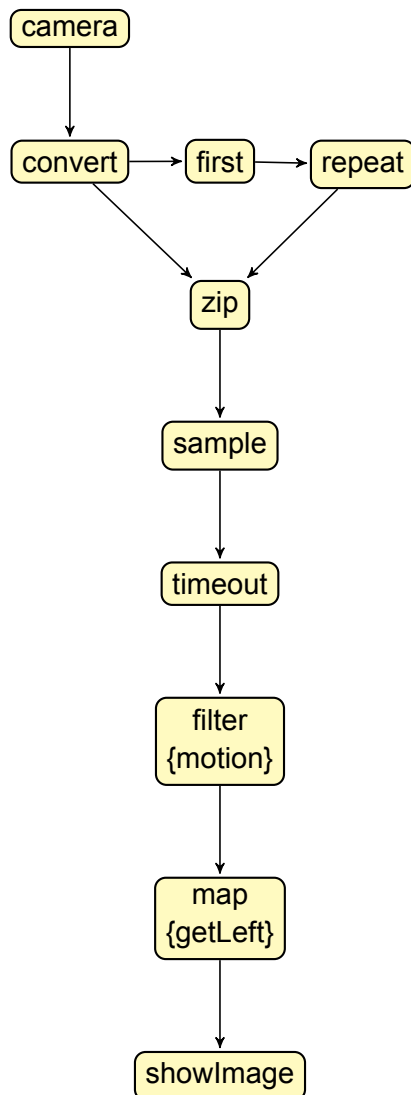 camera
convert
first
repeat
zip
sample
timeout
filter
{motion}
map
{getLeft}
showImage